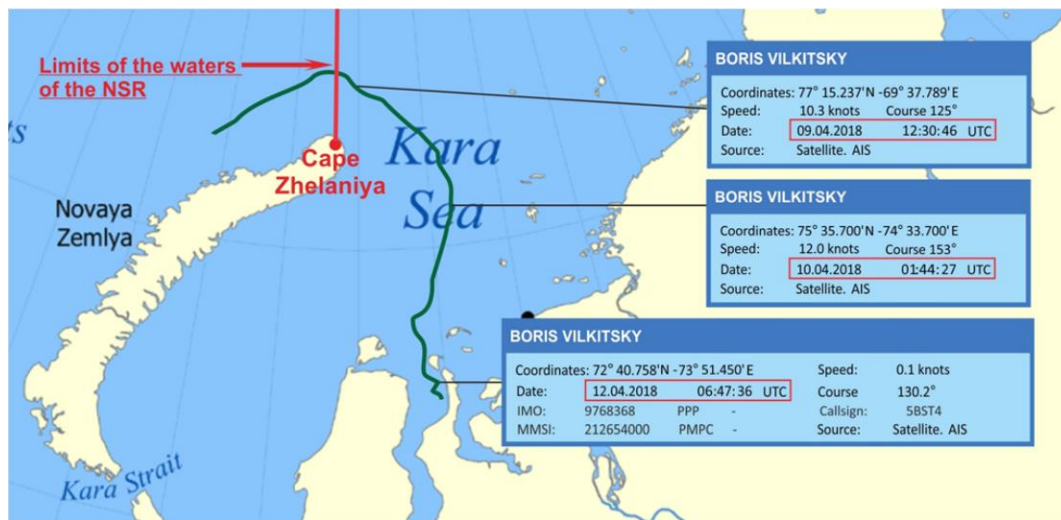 Limits of the waters
of the NSR
ts
Cape
Zhelaniya
Kara
Sea
Novaya
Zemlya
Kara Strait
BORIS VILKITSKY
Coordinates: 77° 15.237'N -69° 37.789'E
Speed: 10.3 knots Course 125°
Date: 09.04.2018 12:30:46 UTC
Source: Satellite. AIS
BORIS VILKITSKY
Coordinates: 75° 35.700'N -74° 33.700'E
Speed: 12.0 knots Course 153°
Date: 10.04.2018 01:44:27 UTC
Source: Satellite. AIS
BORIS VILKITSKY
Coordinates: 72° 40.758'N -73° 51.450'E Speed: 0.1 knots
Date: 12.04.2018 06:47:36 UTC Course 130.2°
IMO: 9768368 PPP - Callsign: 5BST4
MMSI: 212654000 PMPC - Source: Satellite. AIS